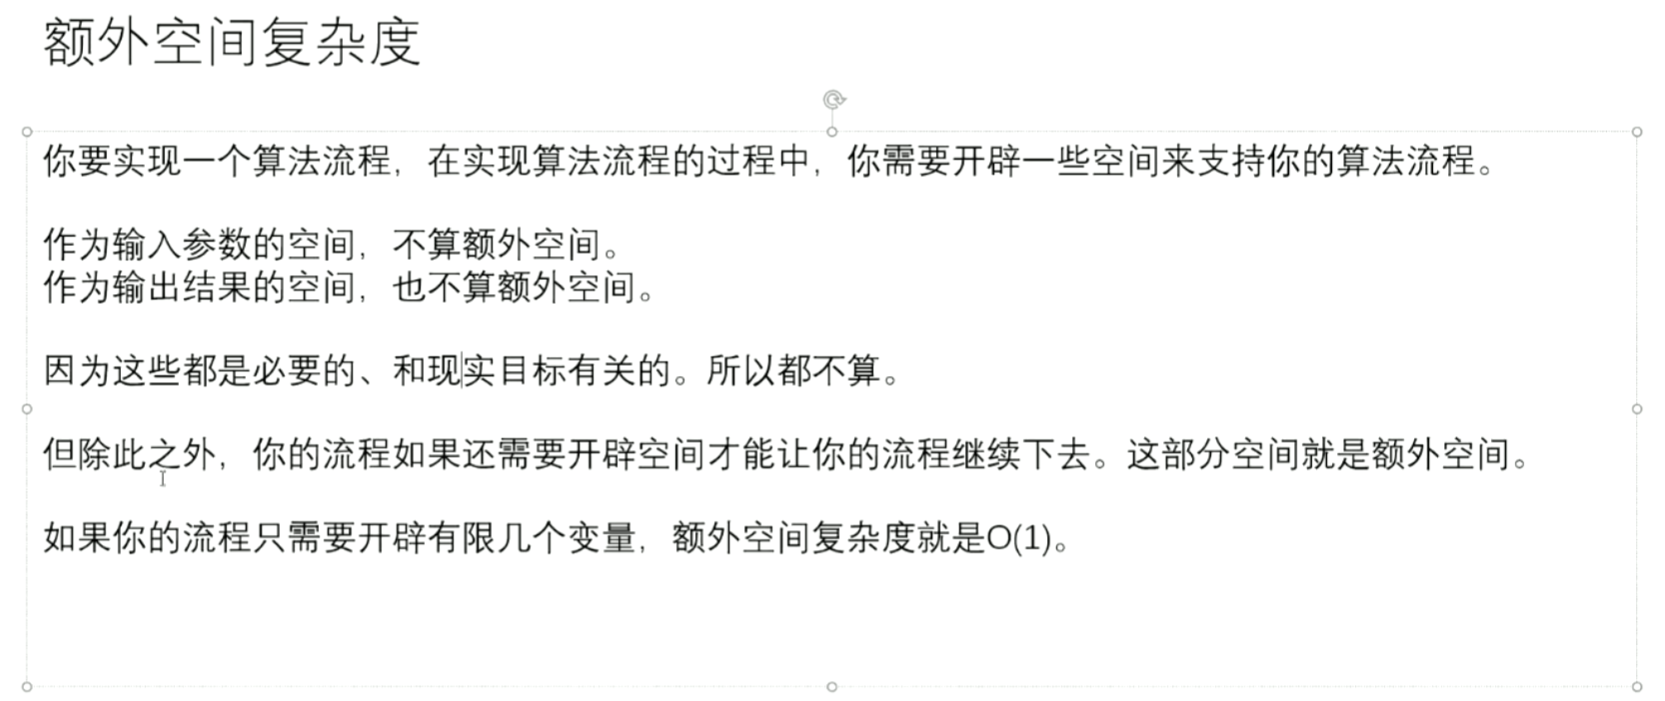 额外空间复杂度
你要实现一个算法流程，在实现算法流程的过程中，你需要开辟一些空间来支持你的算法流程。
作为输入参数的空间，不算额外空间。
作为输出结果的空间，也不算额外空间。
因为这些都是必要的、和现实目标有关的。所以都不算。
但除此之外，你的流程如果还需要开辟空间才能让你的流程继续下去。这部分空间就是额外空间。
如果你的流程只需要开辟有限几个变量，额外空间复杂度就是O(1)。